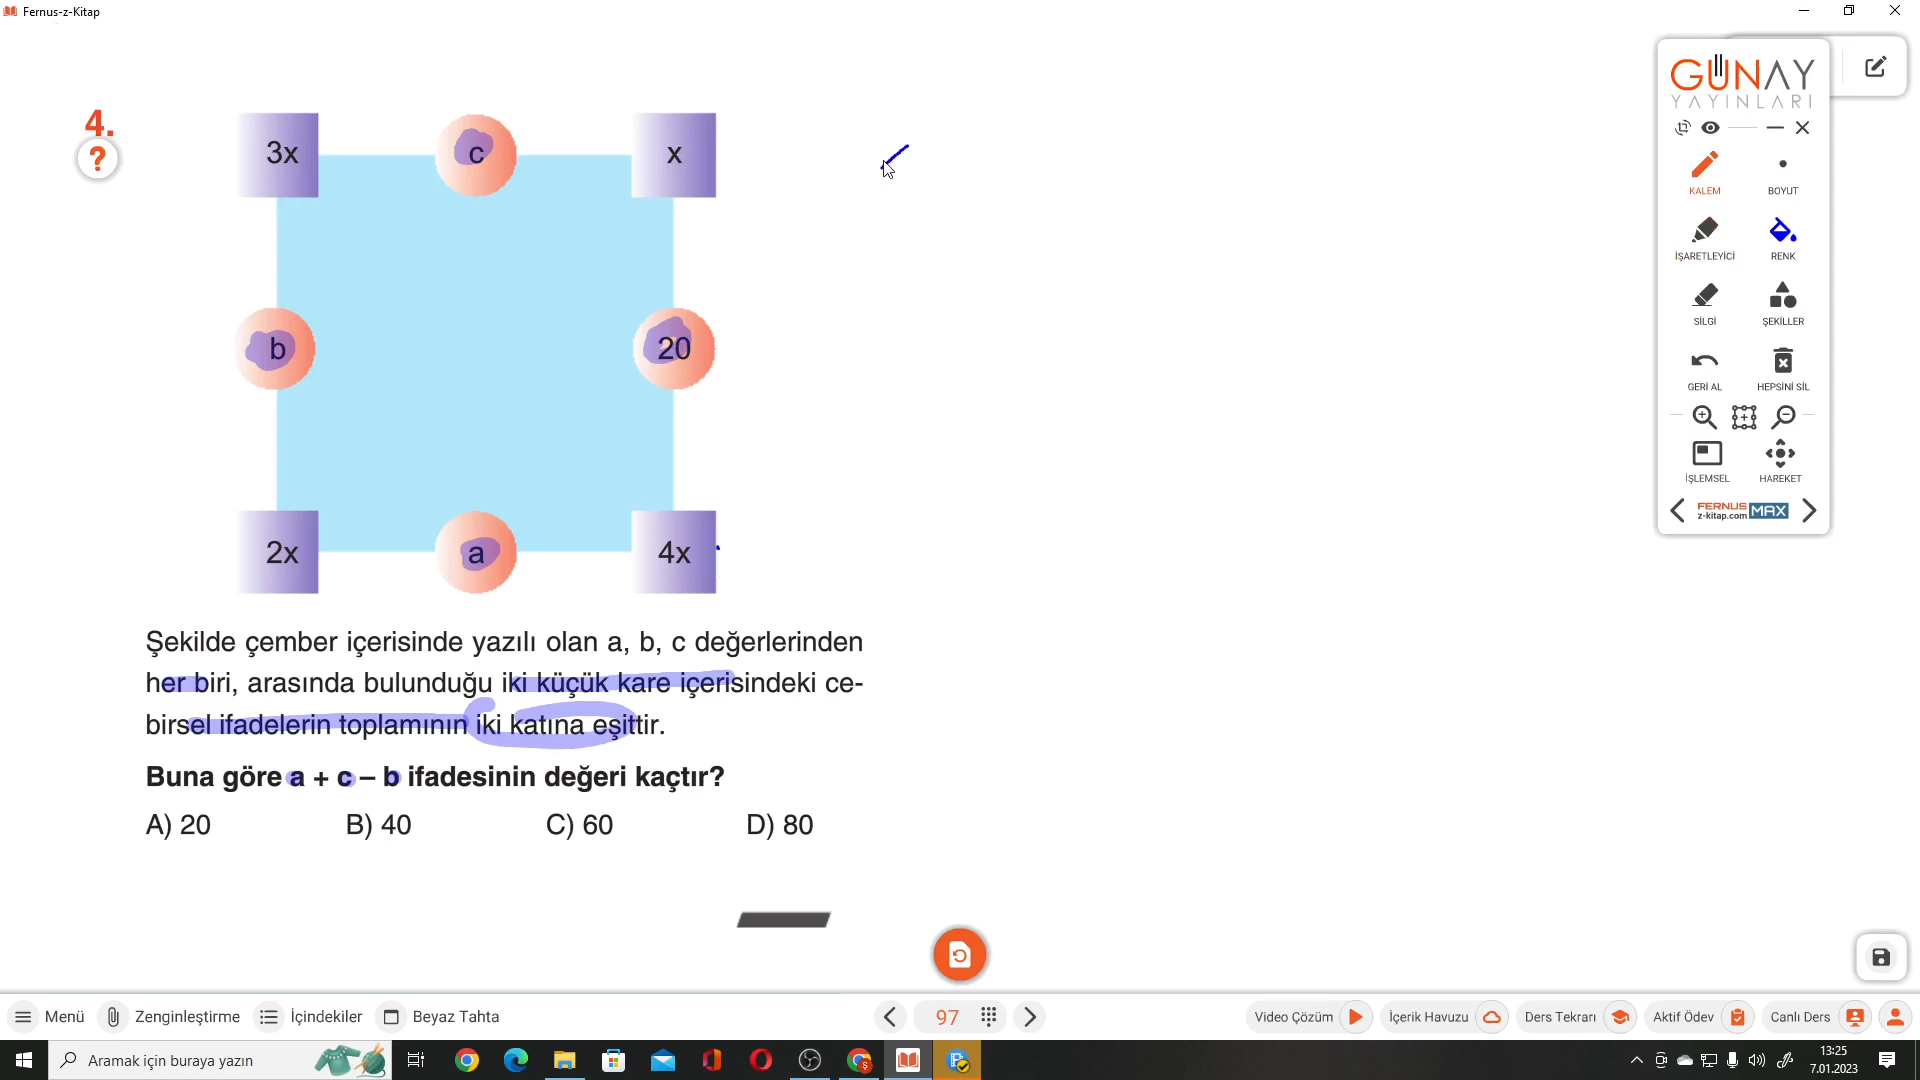 Fernus-z-Kitap
GÜNAY
YAYINLARI
KALEM
BOYUT
İŞARETLEYİCİ
RENK
SİLGİ
ŞEKİLLER
GERİ AL
HEPSİNİ SİL
İŞLEMSEL
HAREKET
FERNUS
z-kitap.com MAX
4.
?
3x
c
x
b
20
2x
a
4x
Şekilde çember içerisinde yazılı olan a, b, c değerlerinden
her biri, arasında bulunduğu iki küçük kare içerisindeki ce-
birsel ifadelerin toplamının iki katına eşittir.
Buna göre a + c – b ifadesinin değeri kaçtır?
A) 20
B) 40
C) 60
D) 80
Menü
Zenginleştirme
İçindekiler
Beyaz Tahta
97
Video Çözüm
İçerik Havuzu
Ders Tekrarı
Aktif Ödev
Canlı Ders
Aramak için buraya yazın
13:25
7.01.2023